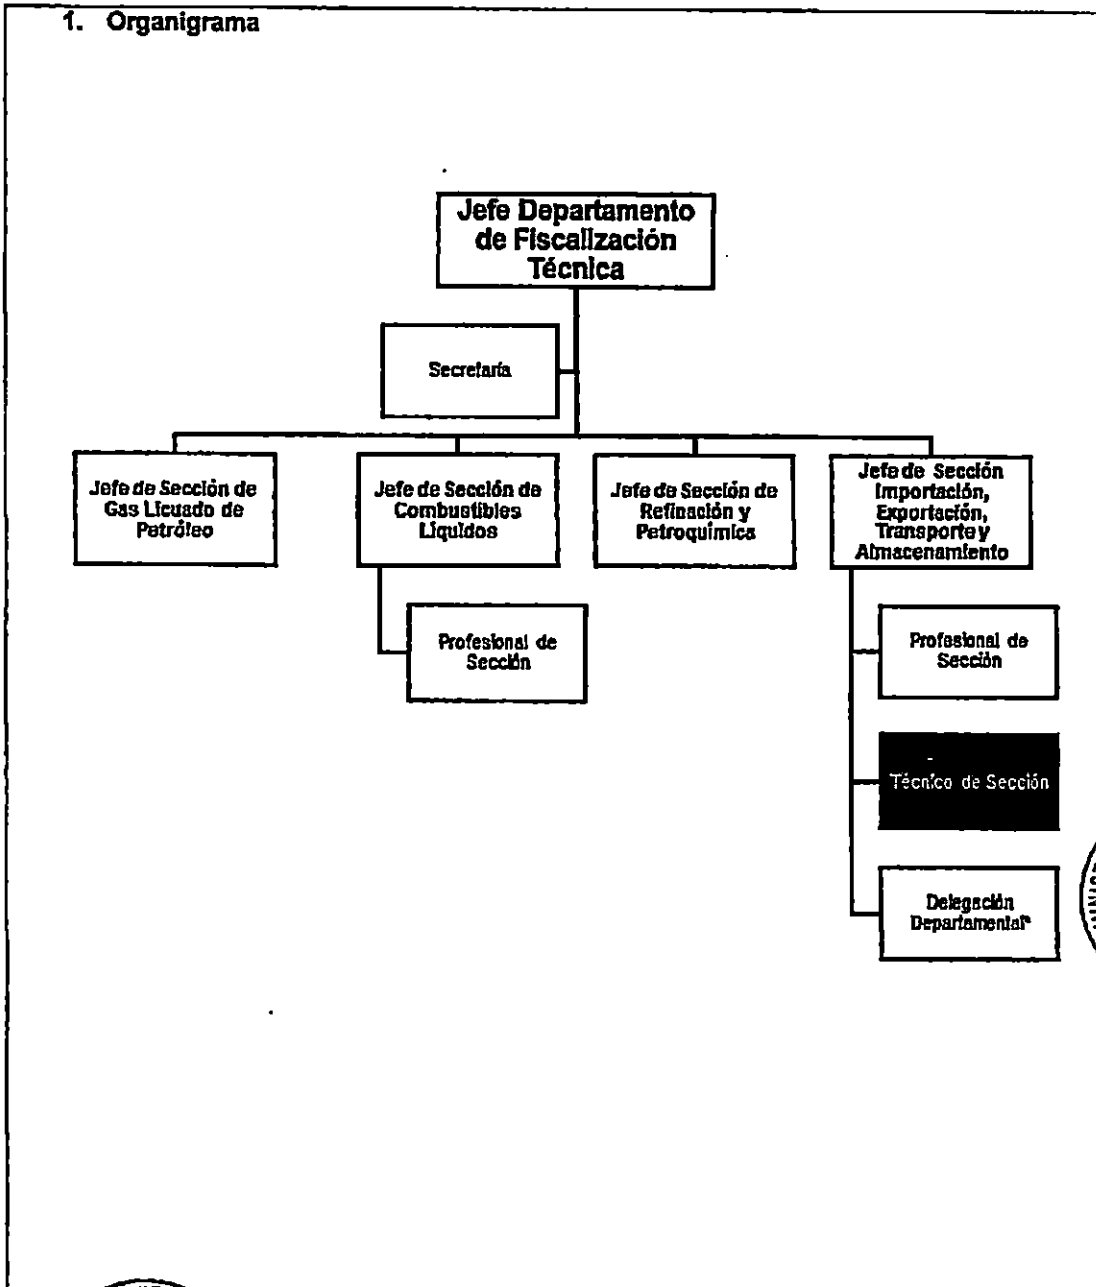 1. Organigrama
Jefe Departamento
de Fiscalización
Técnica
Secretaría
Jefe de Sección de
Gas Licuado de
Petróleo
Jefe de Sección de
Combustibles
Líquidos
Jefe de Sección de
Refinación y
Petroquímica
Jefe de Sección
Importación,
Exportación,
Transporte y
Almacenamiento
Profesional de
Sección
Profesional de
Sección
Técnico de Sección
Delegación
Departamental*